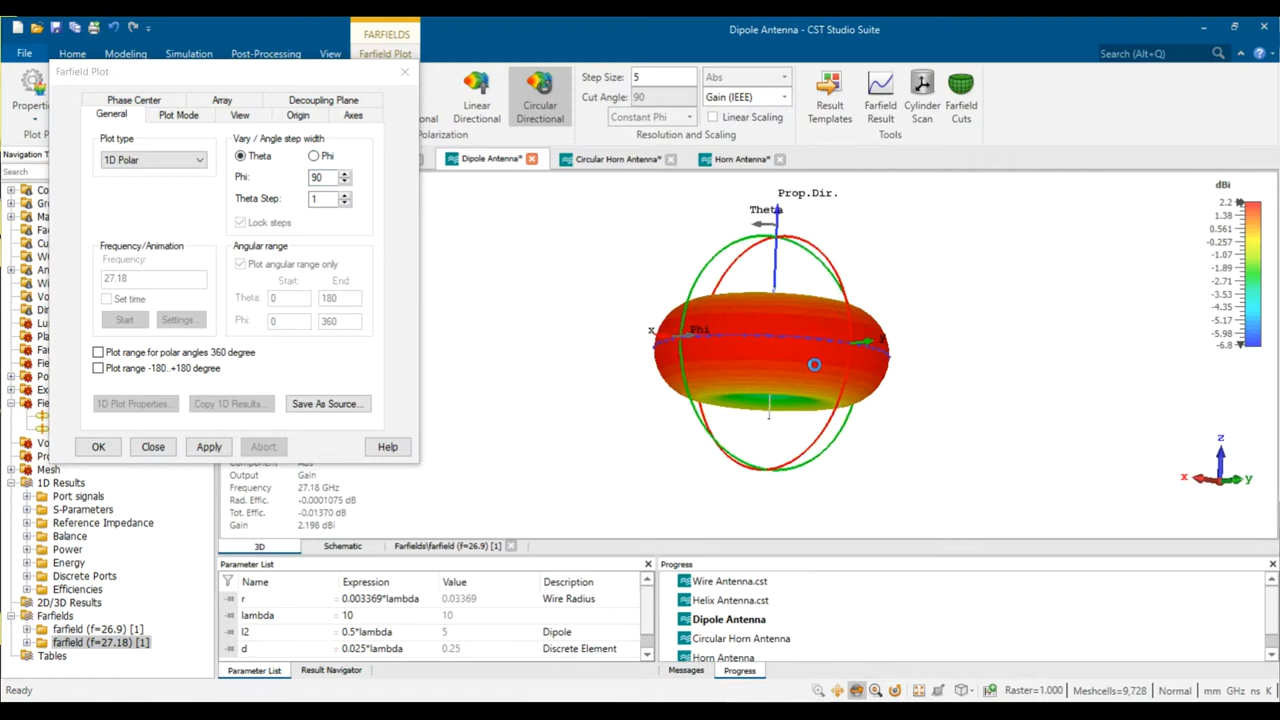 FARFIELDS
Dipole Antenna - CST Studio Suite
File Home Modeling Simulation Post-Processing View Farfield Plot
Search (Alt+Q)
Farfield Plot
Phase Center Array Decoupling Plane
General Plot Mode View Origin Axes
Plot type
1D Polar
Vary / Angle step width
Theta Phi
Phi: 90
Theta Step: 1
Lock steps
Frequency/Animation
Frequency:
27.18
Set time
Start Settings...
Angular range
Plot angular range only
Start: End:
Theta: 0 180
Phi: 0 360
Plot range for polar angles 360 degree
Plot range -180..+180 degree
1D Plot Properties... Copy 1D Results... Save As Source...
OK Close Apply Abort Help
Linear Directional
Circular Directional
Step Size: 5 Abs
Cut Angle: 90 Gain (IEEE)
Constant Phi Linear Scaling
Resolution and Scaling
Result Templates
Farfield Result
Cylinder Scan
Farfield Cuts
Tools
Dipole Antenna* Circular Horn Antenna* Horn Antenna*
Search
Prop.Dir.
Theta
x Phi y
dBi
2.2
1.38
0.561
-0.257
-1.07
-1.89
-2.71
-3.53
-4.35
-5.17
-5.98
-6.8
z
x y
Output Gain
Frequency 27.18 GHz
Rad. Effic. -0.0001075 dB
Tot. Effic. -0.01370 dB
Gain 2.198 dBi
Mesh
1D Results
Port signals
S-Parameters
Reference Impedance
Balance
Power
Energy
Discrete Ports
Efficiencies
2D/3D Results
Farfields
farfield (f=26.9) [1]
farfield (f=27.18) [1]
Tables
3D Schematic Farfields\farfield (f=26.9) [1]
Parameter List
Name Expression Value Description
r = 0.003369*lambda 0.03369 Wire Radius
lambda = 10 10
l2 = 0.5*lambda 5 Dipole
d = 0.025*lambda 0.25 Discrete Element
Parameter List Result Navigator
Progress
Wire Antenna.cst
Helix Antenna.cst
Dipole Antenna
Circular Horn Antenna
Horn Antenna
Messages Progress
Ready
Raster=1.000 Meshcells=9,728 Normal mm GHz ns K